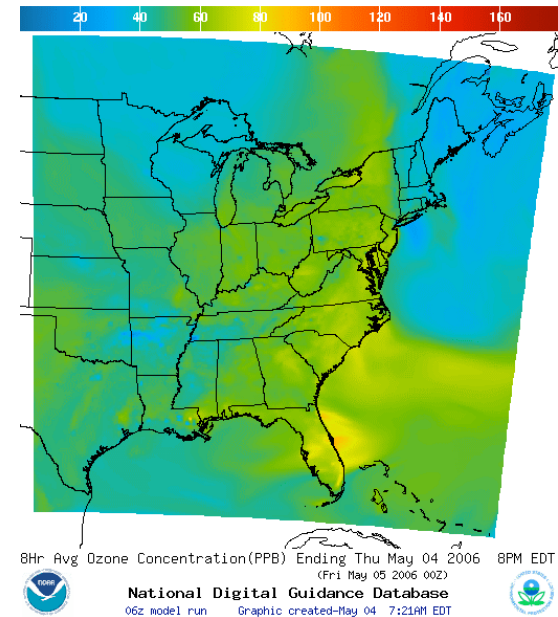 20 40 60 80 100 120 140 160
8Hr Avg Ozone Concentration(PPB) Ending Thu May 04 2006 8PM EDT
(Fri May 05 2006 00Z)
National Digital Guidance Database
06z model run Graphic created-May 04 7:21AM EDT
NOAA